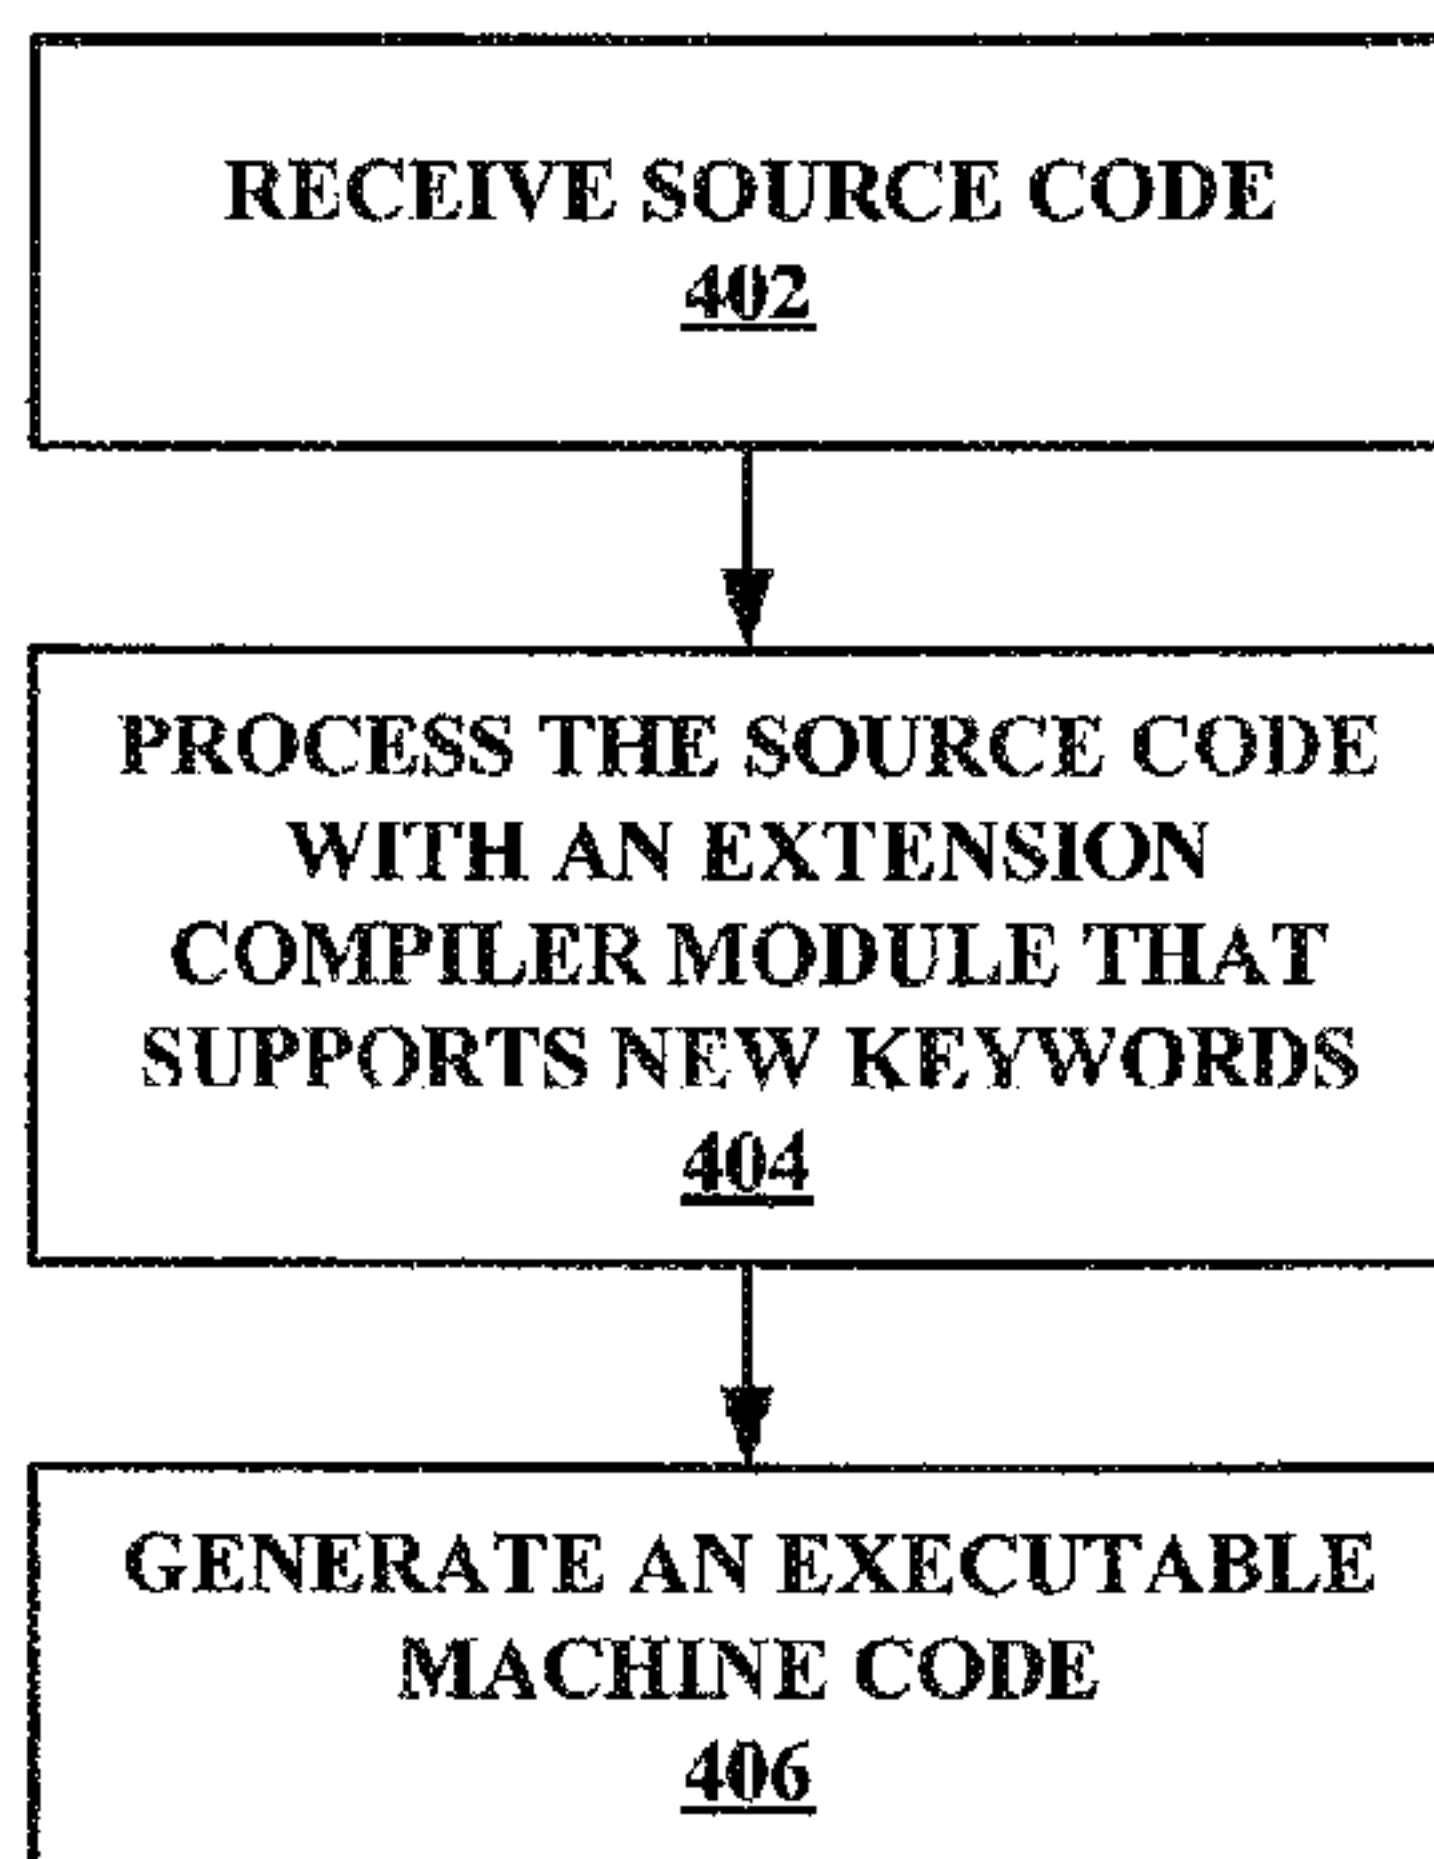 RECEIVE SOURCE CODE
402
PROCESS THE SOURCE CODE
WITH AN EXTENSION
COMPILER MODULE THAT
SUPPORTS NEW KEYWORDS
404
GENERATE AN EXECUTABLE
MACHINE CODE
406